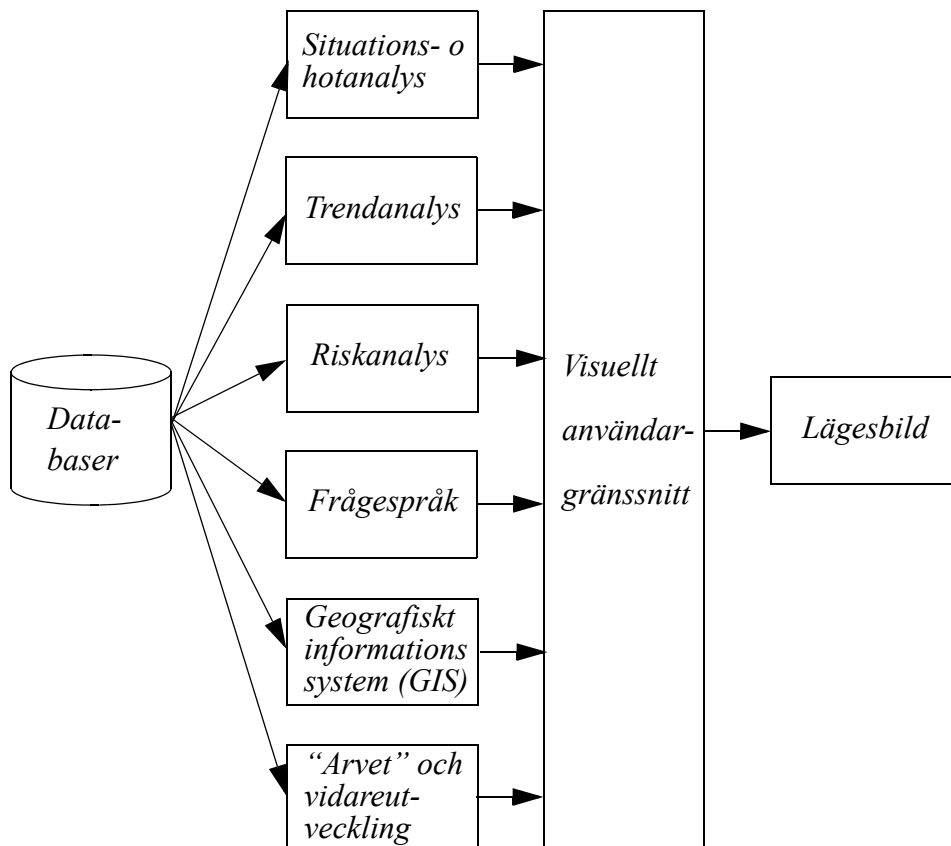 Situations- o
hotanalys
Trendanalys
Riskanalys
Data-
baser
Frågespråk
Geografiskt
informations
system (GIS)
“Arvet” och
vidareut-
veckling
Visuellt
användar-
gränssnitt
Lägesbild